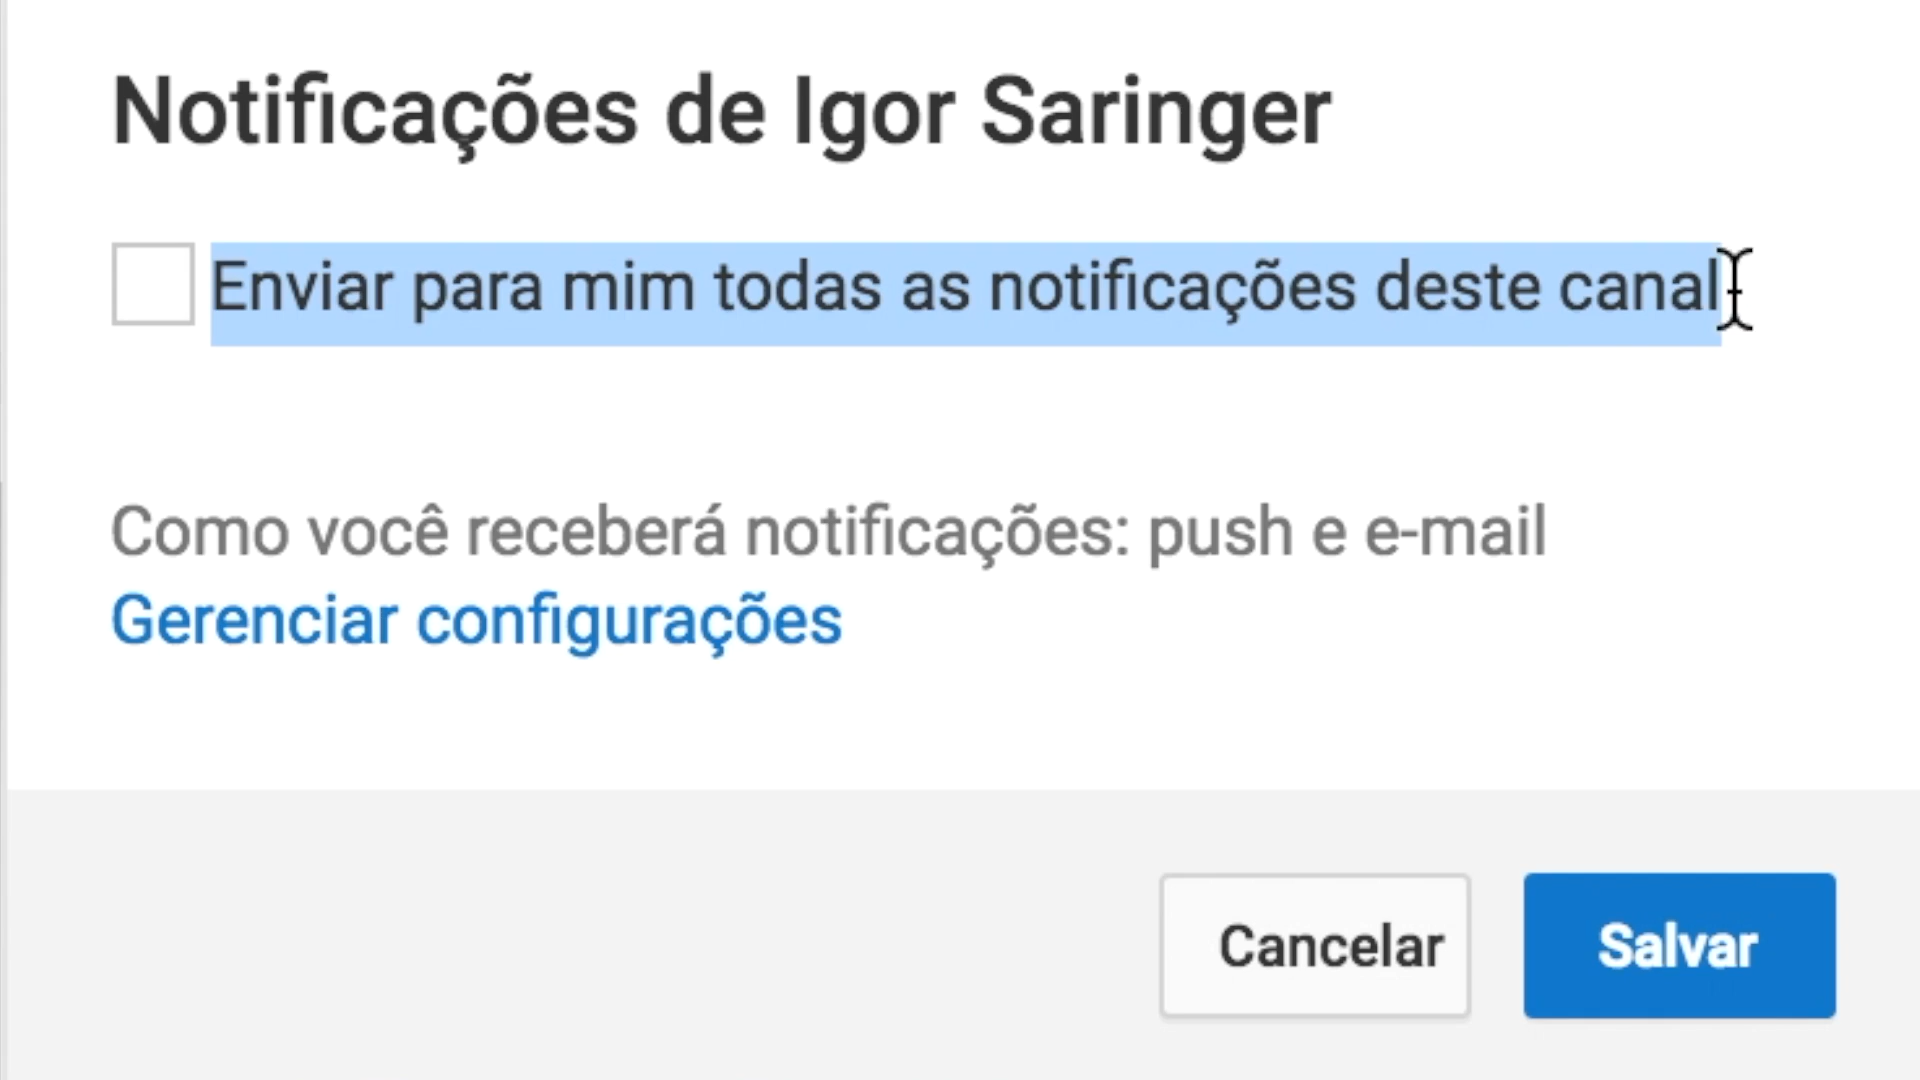 Notificações de Igor Saringer
Enviar para mim todas as notificações deste canal
Como você receberá notificações: push e e-mail
Gerenciar configurações
Cancelar
Salvar